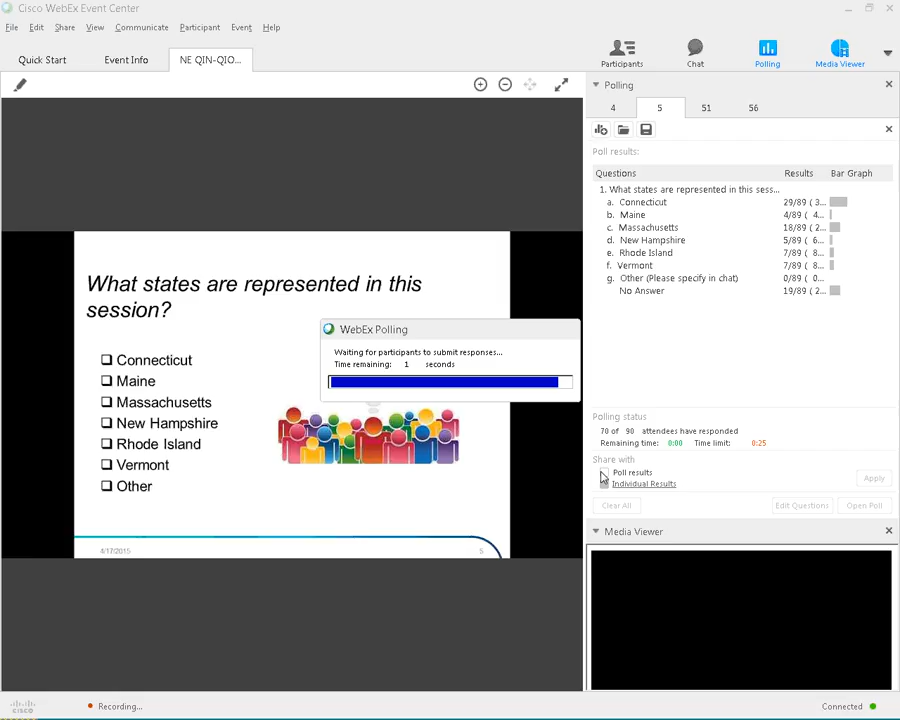 Cisco WebEx Event Center
File Edit Share View Communicate Participant Event Help
Quick Start Event Info NE QIN-QIO...
Participants Chat Polling Media Viewer
Polling
4 5 51 56
Poll results:
Questions Results Bar Graph
1. What states are represented in this sess...
a. Connecticut 29/89 ( 3...
b. Maine 4/89 ( 4...
c. Massachusetts 18/89 ( 2...
d. New Hampshire 5/89 ( 6...
e. Rhode Island 7/89 ( 8...
f. Vermont 7/89 ( 8...
g. Other (Please specify in chat) 0/89 ( 0...
No Answer 19/89 ( 2...
What states are represented in this
session?
Connecticut
Maine
Massachusetts
New Hampshire
Rhode Island
Vermont
Other
4/17/2015 5
WebEx Polling
Waiting for participants to submit responses...
Time remaining: 1 seconds
Polling status
70 of 90 attendees have responded
Remaining time: 0:00 Time limit: 0:25
Share with
Poll results
Individual Results
Apply
Clear All Edit Questions Open Poll
Media Viewer
cisco
Recording...
Connected